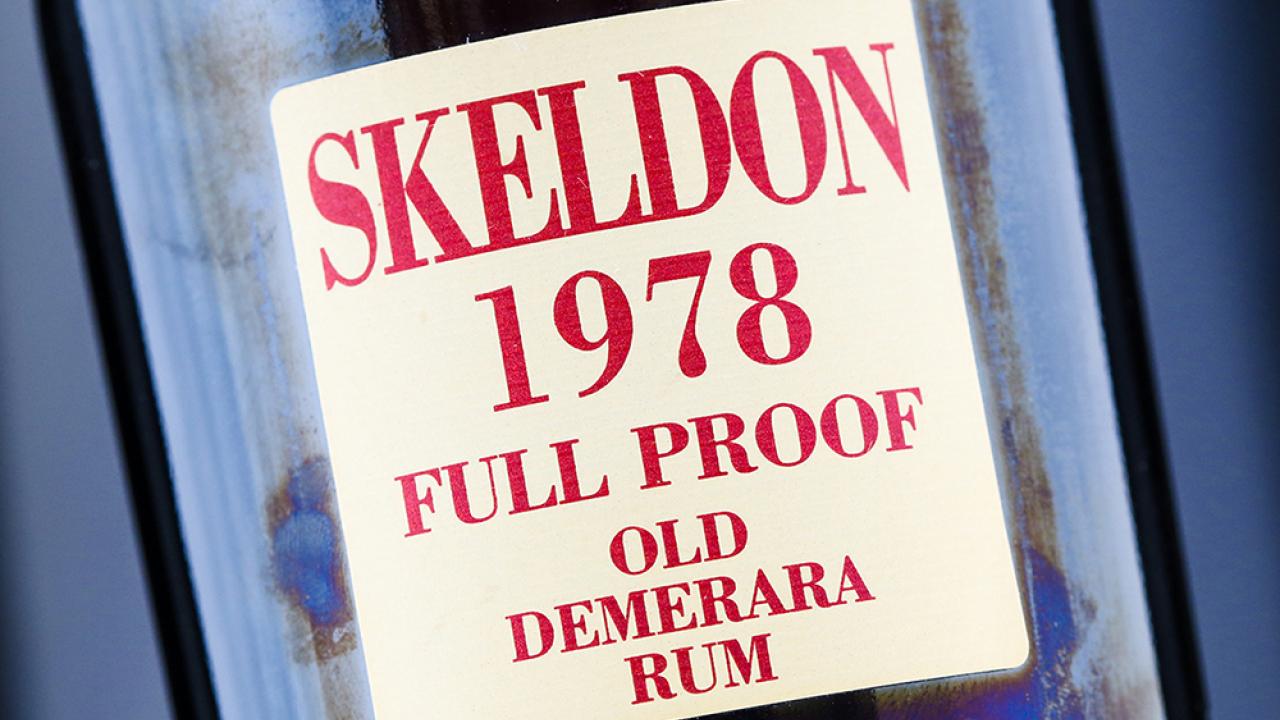 SKELDON
1978
FULL PROOF
OLD
DEMERARA
RUM